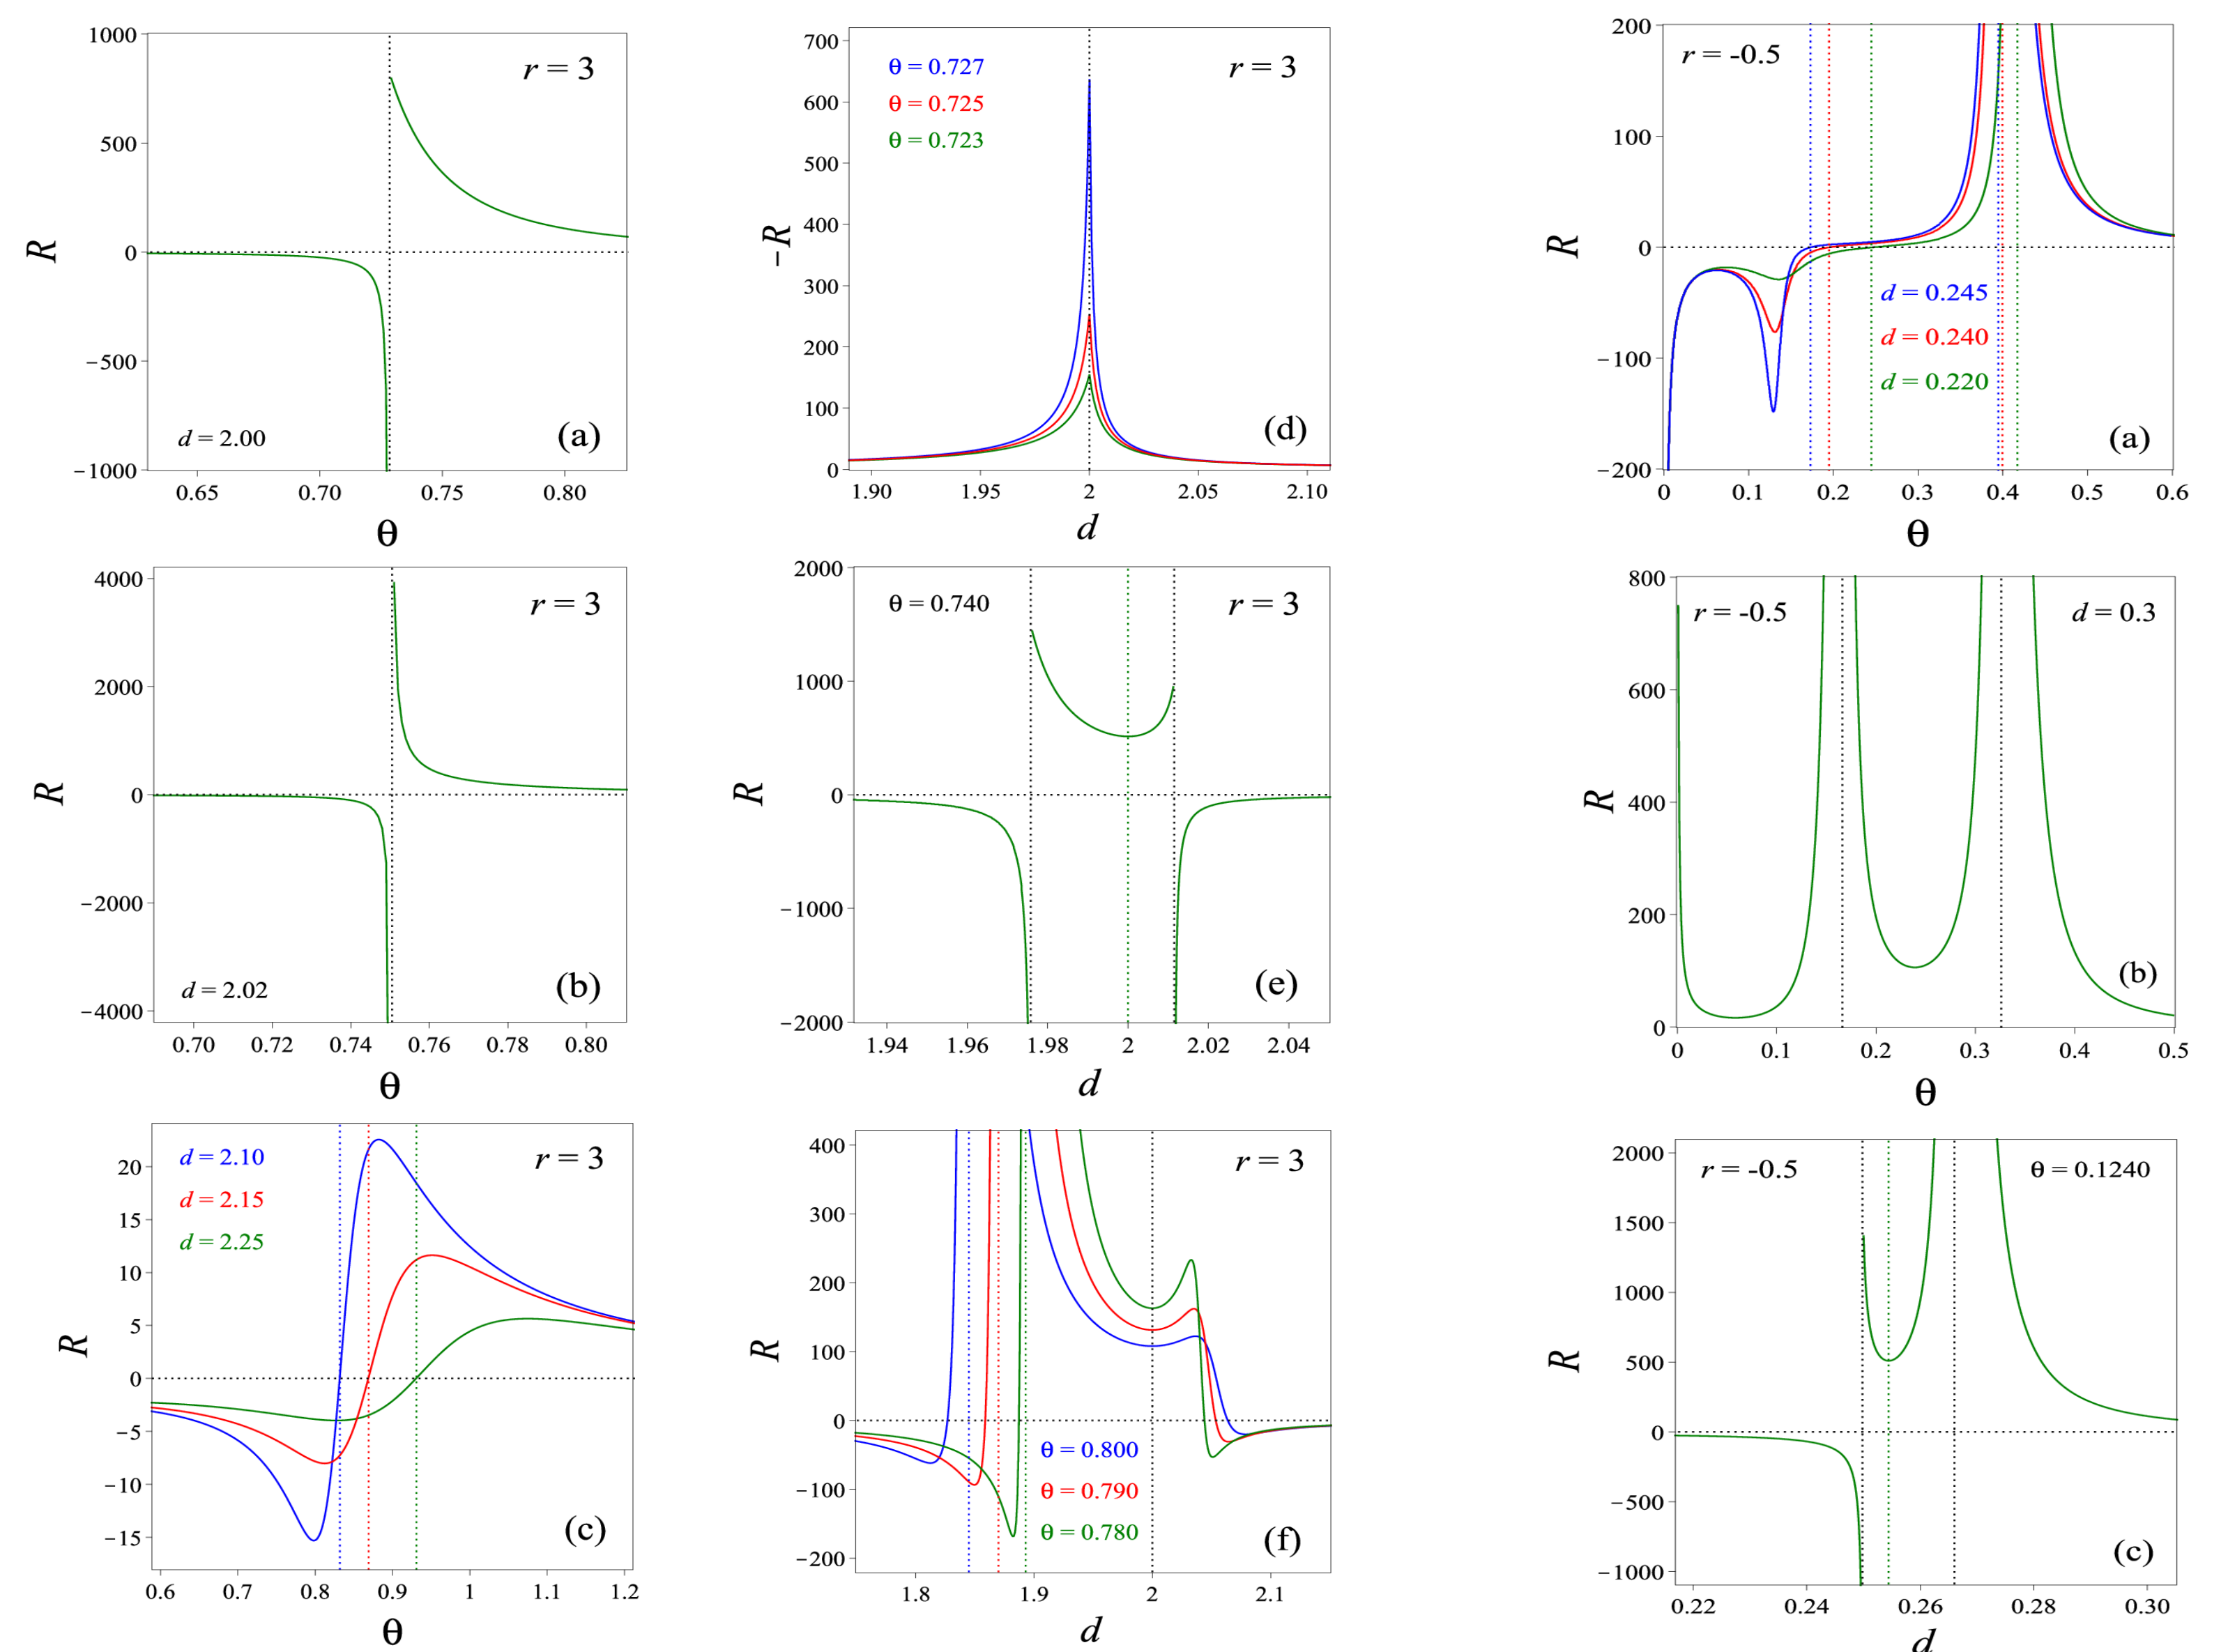 1000
500
0
−500
−1000
R
r = 3
d = 2.00
(a)
0.65 0.70 0.75 0.80
θ
700
600
500
400
300
200
100
0
−R
θ = 0.727
θ = 0.725
θ = 0.723
r = 3
(d)
1.90 1.95 2 2.05 2.10
d
200
100
0
−100
−200
R
r = -0.5
d = 0.245
d = 0.240
d = 0.220
(a)
0 0.1 0.2 0.3 0.4 0.5 0.6
θ
4000
2000
0
−2000
−4000
R
r = 3
d = 2.02
(b)
0.70 0.72 0.74 0.76 0.78 0.80
θ
2000
1000
0
−1000
−2000
R
θ = 0.740
r = 3
(e)
1.94 1.96 1.98 2 2.02 2.04
d
800
600
400
200
0
R
r = -0.5
d = 0.3
(b)
0 0.1 0.2 0.3 0.4 0.5
θ
20
15
10
5
0
−5
−10
−15
R
d = 2.10
d = 2.15
d = 2.25
r = 3
(c)
0.6 0.7 0.8 0.9 1 1.1 1.2
θ
400
300
200
100
0
−100
−200
R
r = 3
θ = 0.800
θ = 0.790
θ = 0.780
(f)
1.8 1.9 2 2.1
d
2000
1500
1000
500
0
−500
−1000
R
r = -0.5
θ = 0.1240
(c)
0.22 0.24 0.26 0.28 0.30
d